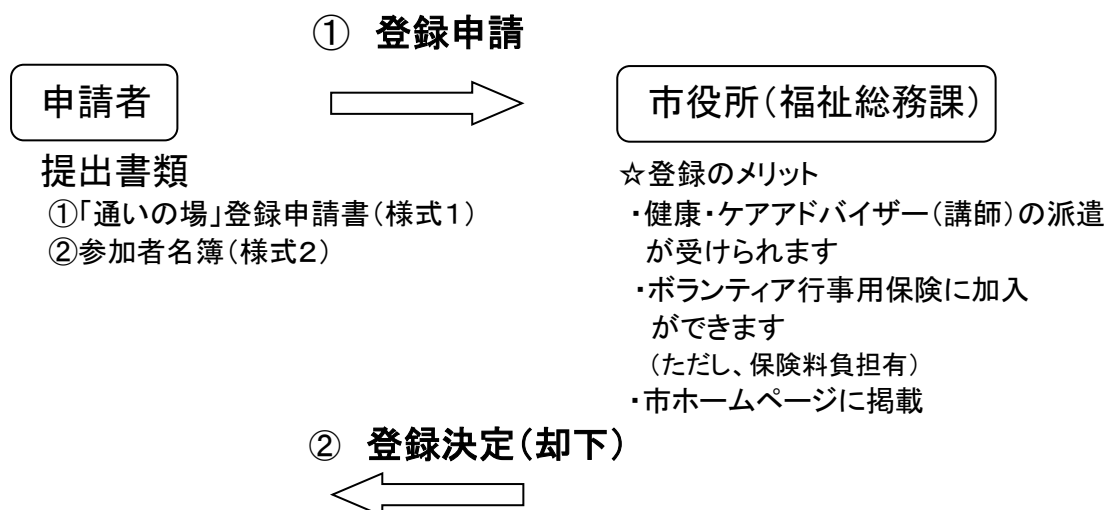 ① 登録申請
申請者
市役所(福祉総務課)
提出書類
①「通いの場」登録申請書(様式1)
②参加者名簿(様式2)
☆登録のメリット
・健康・ケアアドバイザー(講師)の派遣
が受けられます
・ボランティア行事用保険に加入
ができます
(ただし、保険料負担有)
・市ホームページに掲載
② 登録決定(却下)